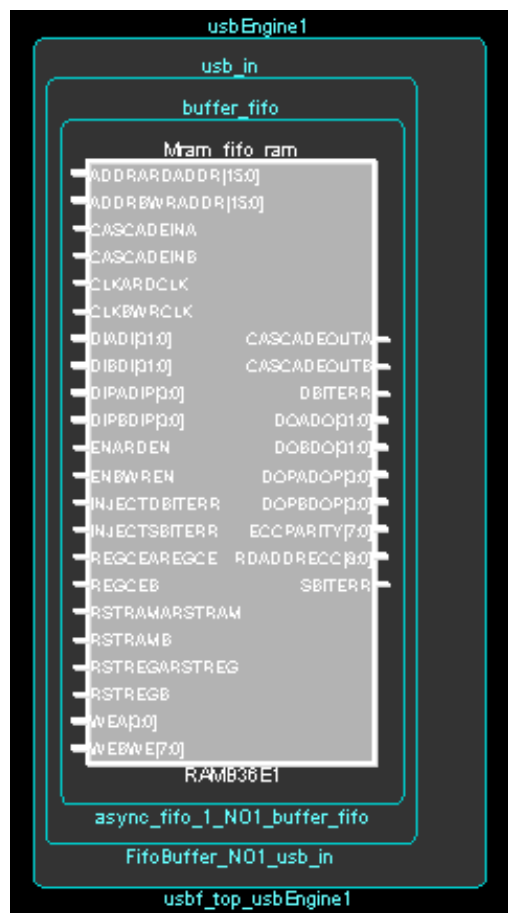 usbEngine1
usb_in
buffer_fifo
Mram_fifo_ram
ADDRARDADDR[15:0]
ADDRBWRADDR[15:0]
CASCADEINA
CASCADEINB
CLKARDCLK
CLKBWRCLK
DIADI[31:0] CASCADEOUTA
DIBDI[31:0] CASCADEOUTB
DIPADIP[3:0] DBITERR
DIPBDIP[3:0] DOADO[31:0]
ENARDEN DOBDO[31:0]
ENBWREN DOPADOP[3:0]
INJECTDBITERR DOPBDOP[3:0]
INJECTSBITERR ECCPARITY[7:0]
REGCEAREGCE RDADDRECC[8:0]
REGCEB SBITERR
RSTRAMARSTRAM
RSTRAMB
RSTREGARSTREG
RSTREGB
WEA[3:0]
WEBWE[7:0]
RAMB36E1
async_fifo_1_NO1_buffer_fifo
FifoBuffer_NO1_usb_in
usbf_top_usbEngine1